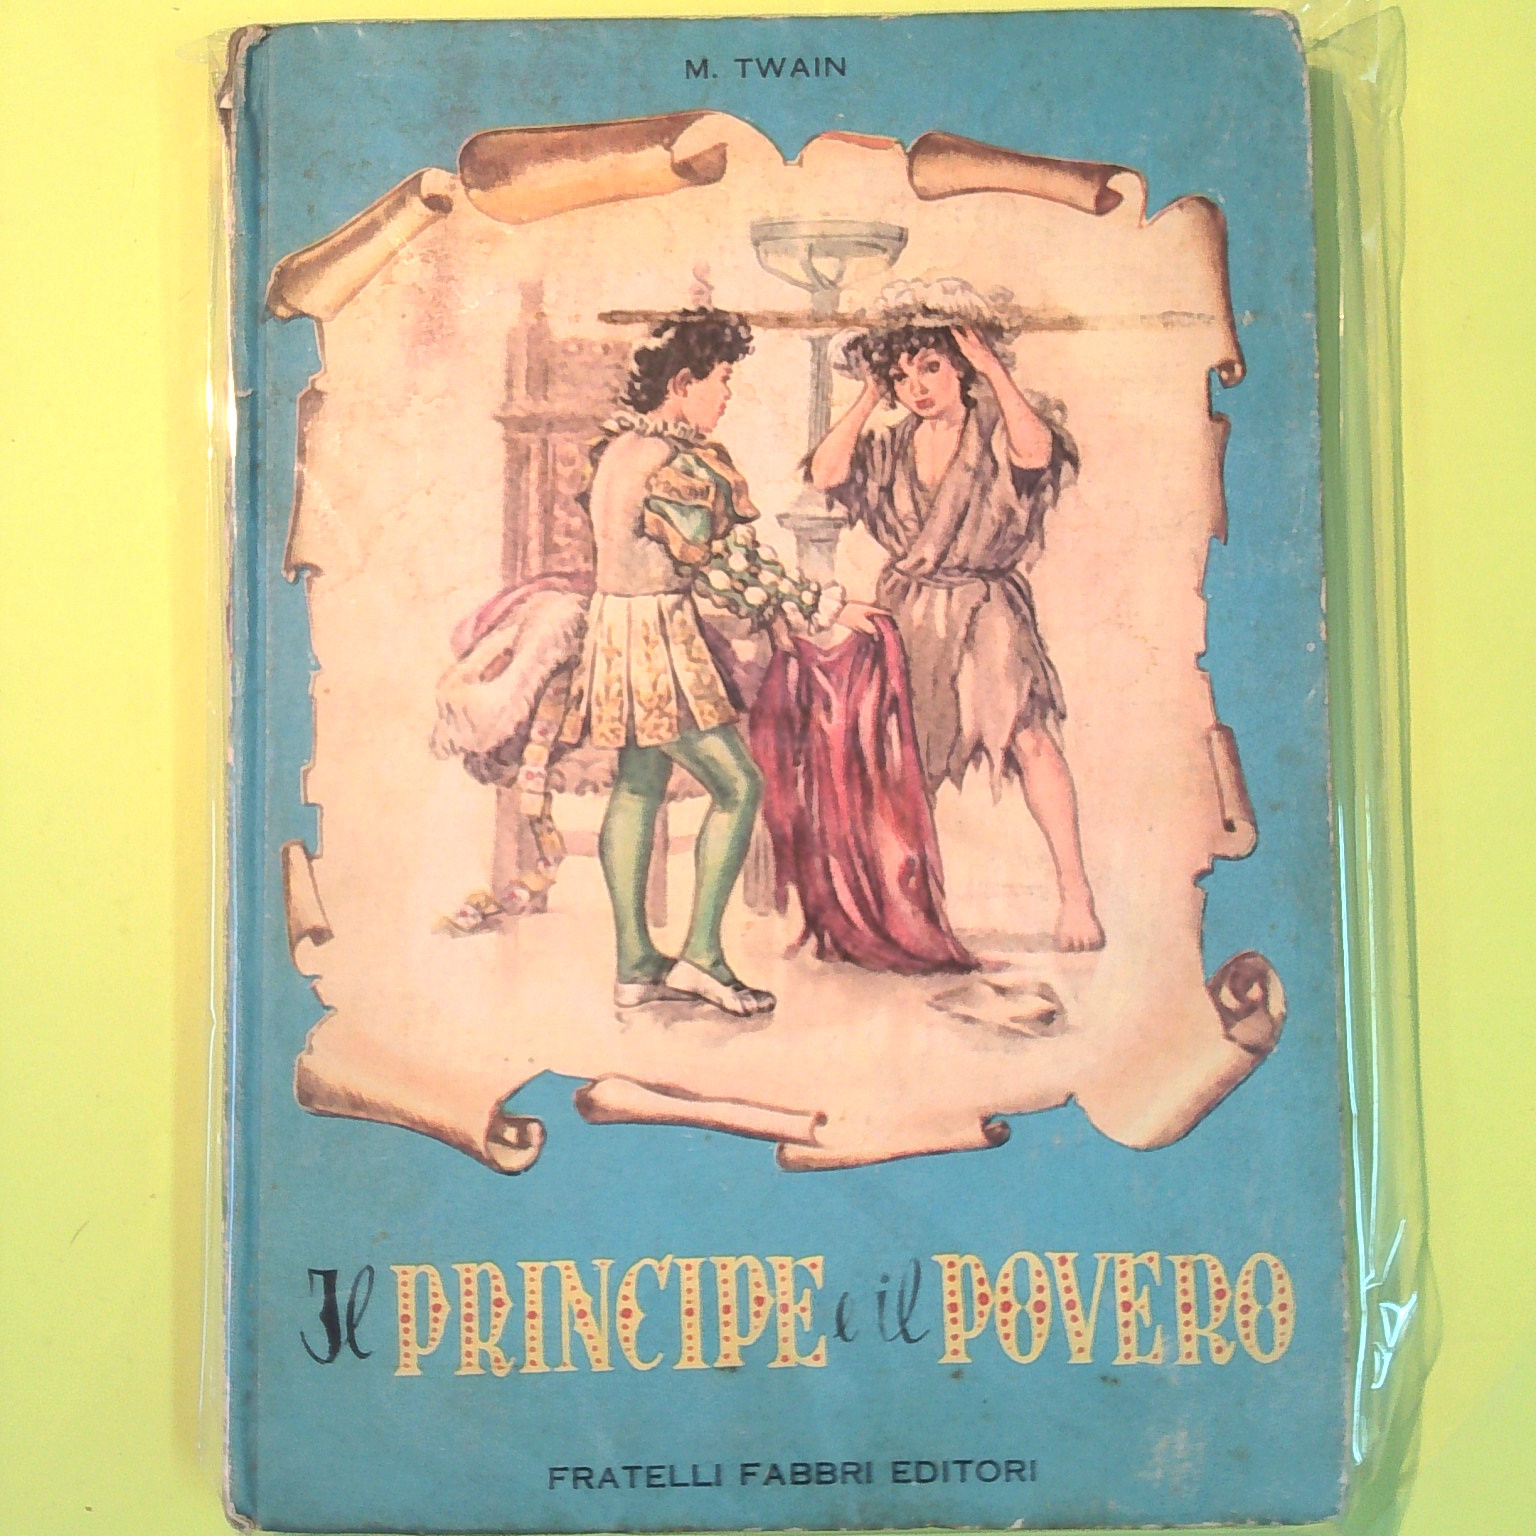 M. TWAIN
Il PRINCIPE e il POVERO
FRATELLI FABBRI EDITORI